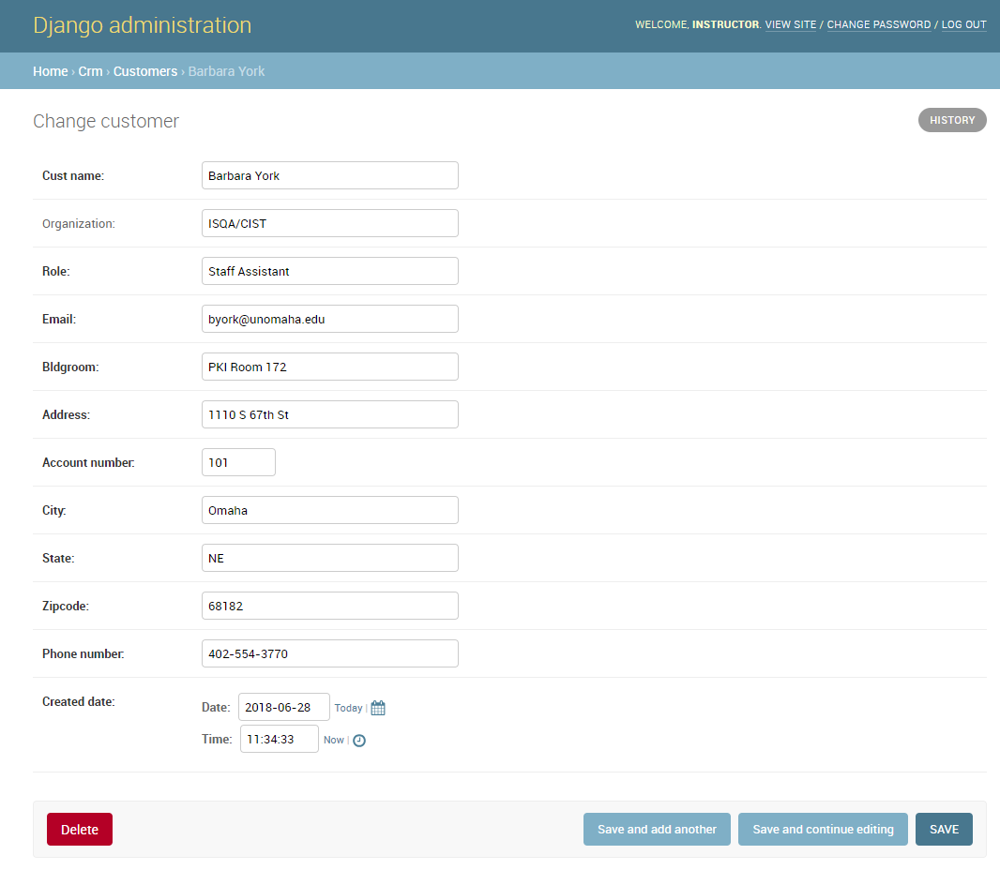 Django administration
WELCOME, INSTRUCTOR. VIEW SITE / CHANGE PASSWORD / LOG OUT
Home › Crm › Customers › Barbara York
Change customer
HISTORY
Cust name: Barbara York
Organization: ISQA/CIST
Role: Staff Assistant
Email: byork@unomaha.edu
Bldgroom: PKI Room 172
Address: 1110 S 67th St
Account number: 101
City: Omaha
State: NE
Zipcode: 68182
Phone number: 402-554-3770
Created date:
Date: 2018-06-28 Today |
Time: 11:34:33 Now |
Delete Save and add another Save and continue editing SAVE